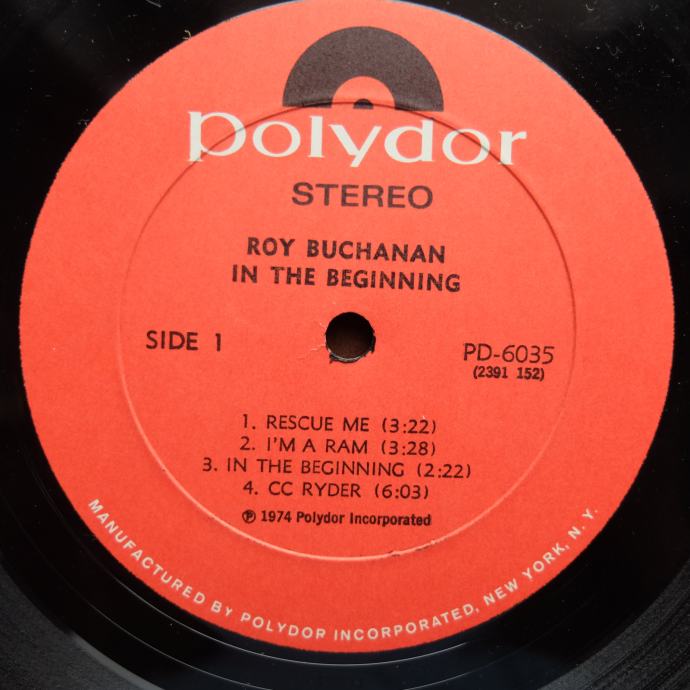 polydor
STEREO
ROY BUCHANAN
IN THE BEGINNING
SIDE 1
PD-6035
(2391 152)
1. RESCUE ME (3:22)
2. I'M A RAM (3:28)
3. IN THE BEGINNING (2:22)
4. CC RYDER (6:03)
℗ 1974 Polydor Incorporated
MANUFACTURED BY POLYDOR INCORPORATED, NEW YORK, N. Y.